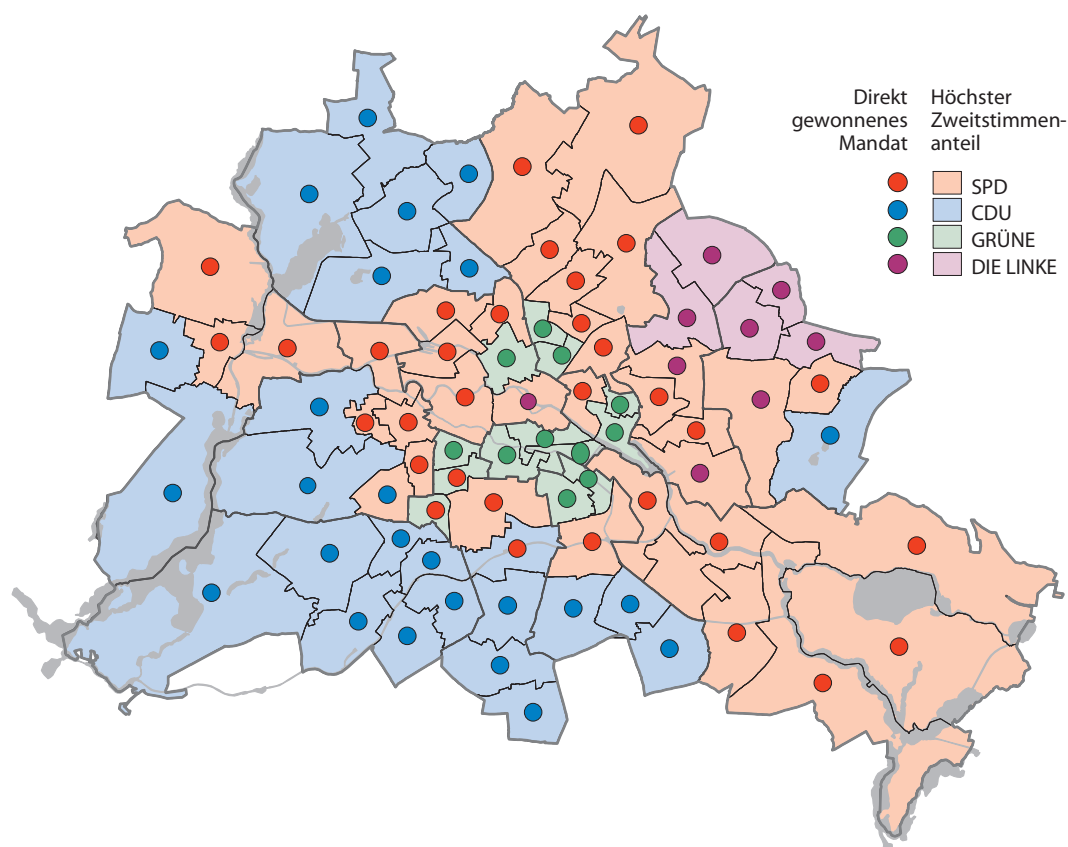 Direkt
gewonnenes
Mandat
Höchster
Zweitstimmen-
anteil
SPD
CDU
GRÜNE
DIE LINKE